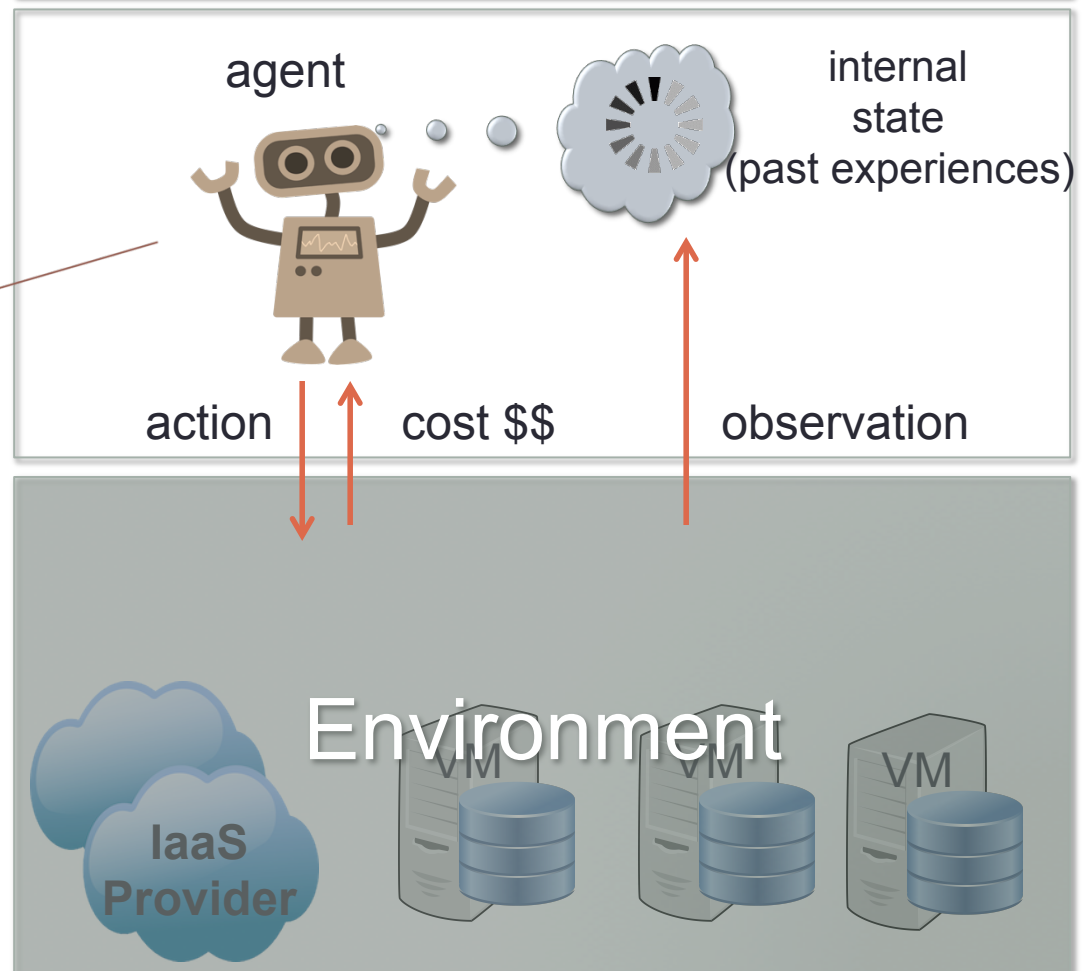 agent
internal
state
(past experiences)
action
cost $$
observation
Environment
VM
VM
VM
IaaS
Provider